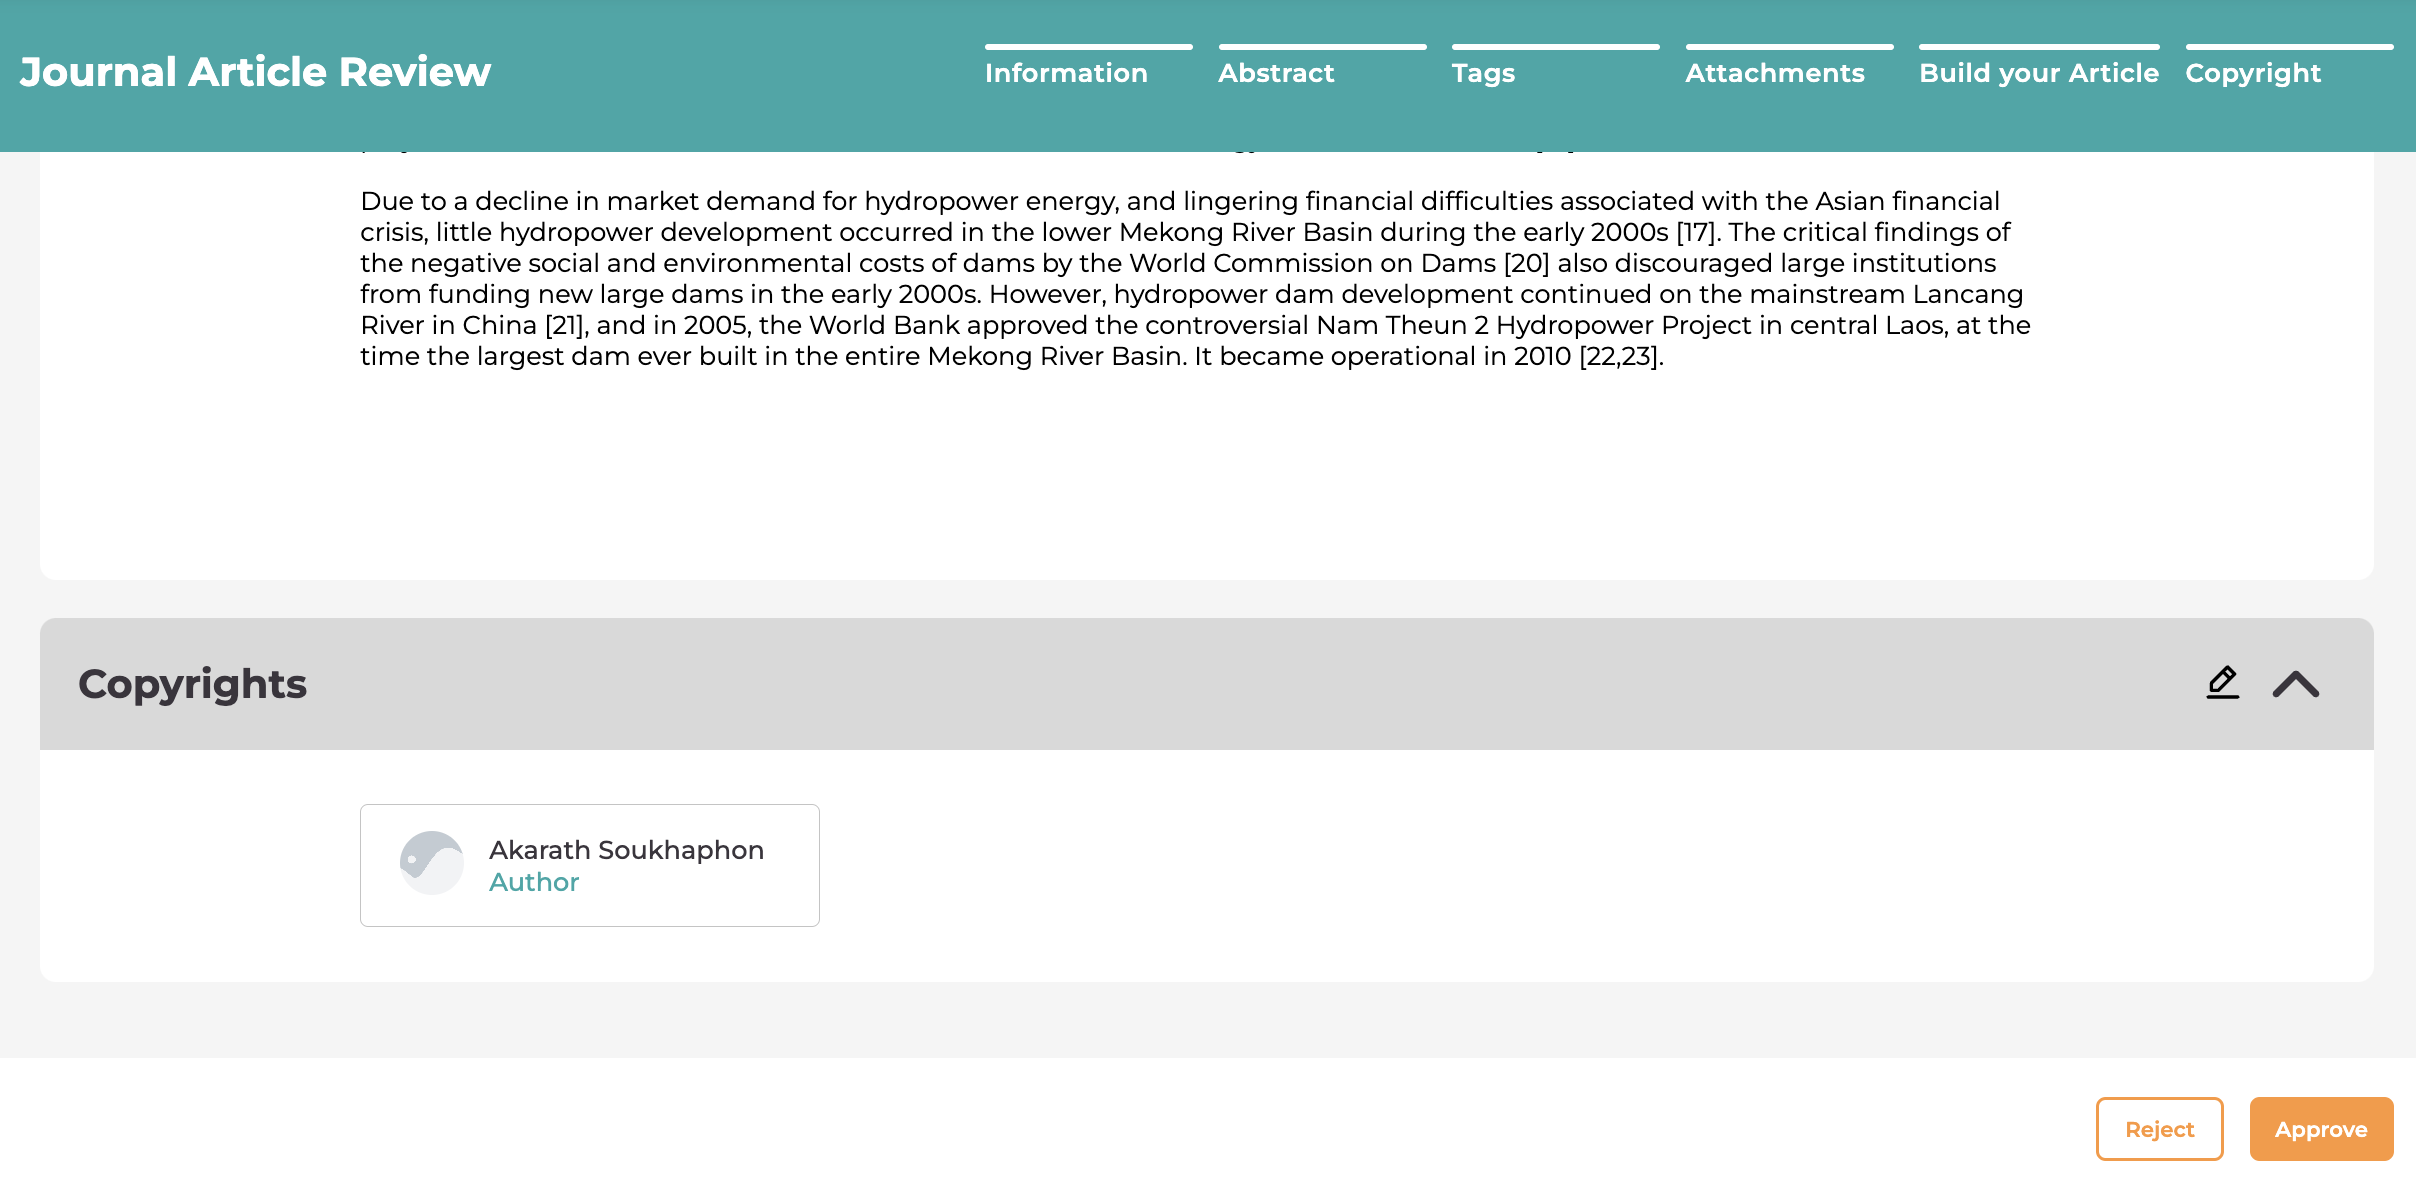 Journal Article Review
Information
Abstract
Tags
Attachments
Build your Article
Copyright
Due to a decline in market demand for hydropower energy, and lingering financial difficulties associated with the Asian financial
crisis, little hydropower development occurred in the lower Mekong River Basin during the early 2000s [17]. The critical findings of
the negative social and environmental costs of dams by the World Commission on Dams [20] also discouraged large institutions
from funding new large dams in the early 2000s. However, hydropower dam development continued on the mainstream Lancang
River in China [21], and in 2005, the World Bank approved the controversial Nam Theun 2 Hydropower Project in central Laos, at the
time the largest dam ever built in the entire Mekong River Basin. It became operational in 2010 [22,23].
Copyrights
Akarath Soukhaphon
Author
Reject
Approve